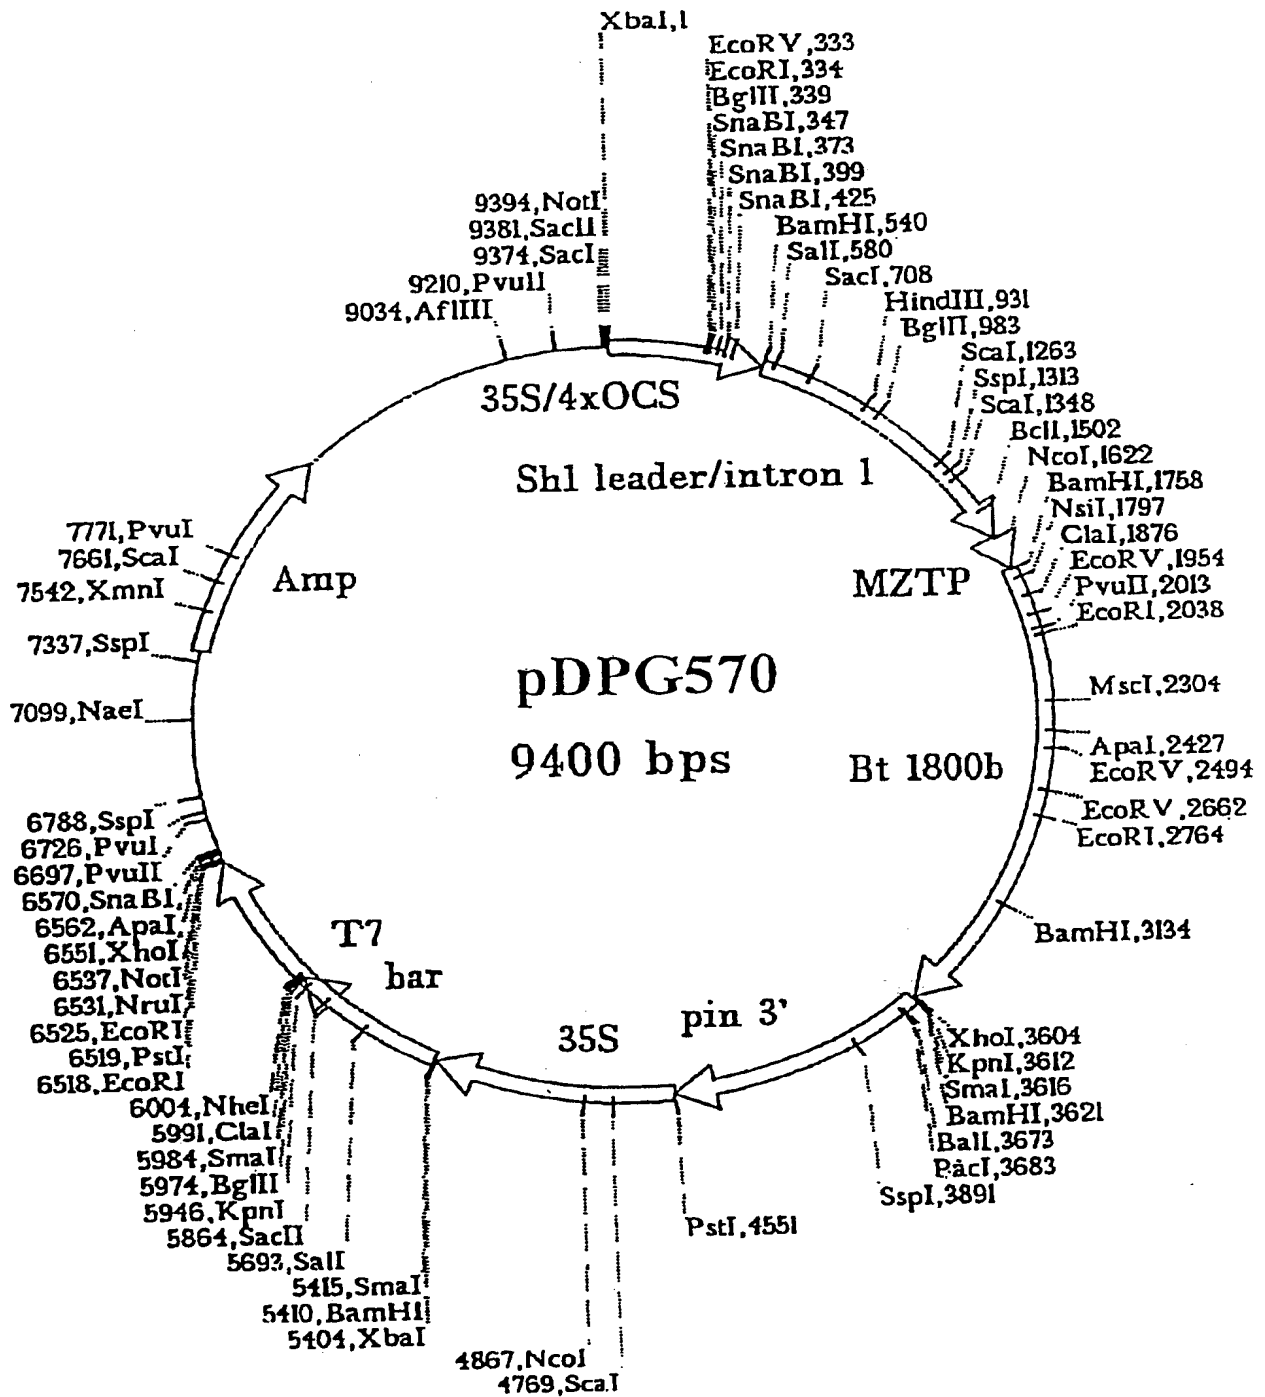 XbaI,1
EcoRV,333
EcoRI,334
BglII,339
SnaBI,347
SnaBI,373
SnaBI,399
SnaBI,425
BamHI,540
SalI,580
SacI,708
HindIII,931
BglII,983
ScaI,1263
SspI,1313
ScaI,1348
BclI,1502
NcoI,1622
BamHI,1758
NsiI,1797
ClaI,1876
EcoRV,1954
PvuII,2013
EcoRI,2038
MscI,2304
ApaI,2427
EcoRV,2494
EcoRV,2662
EcoRI,2764
BamHI,3134
XhoI,3604
KpnI,3612
SmaI,3616
BamHI,3621
BalI,3673
PacI,3683
SspI,3891
PstI,4551
4769,ScaI
4867,NcoI
5404,XbaI
5410,BamHI
5415,SmaI
5693,SalI
5864,SacII
5946,KpnI
5974,BglII
5984,SmaI
5991,ClaI
6004,NheI
6518,EcoRI
6519,PstI
6525,EcoRI
6531,NruI
6537,NotI
6551,XhoI
6562,ApaI
6570,SnaBI
6697,PvuII
6726,PvuI
6788,SspI
7099,NaeI
7337,SspI
7542,XmnI
7661,ScaI
7771,PvuI
9034,AflIII
9210,PvuII
9374,SacI
9381,SacII
9394,NotI
35S/4xOCS
Sh1 leader/intron 1
MZTP
Bt 1800b
pin 3'
35S
bar
T7
Amp
pDPG570
9400 bps